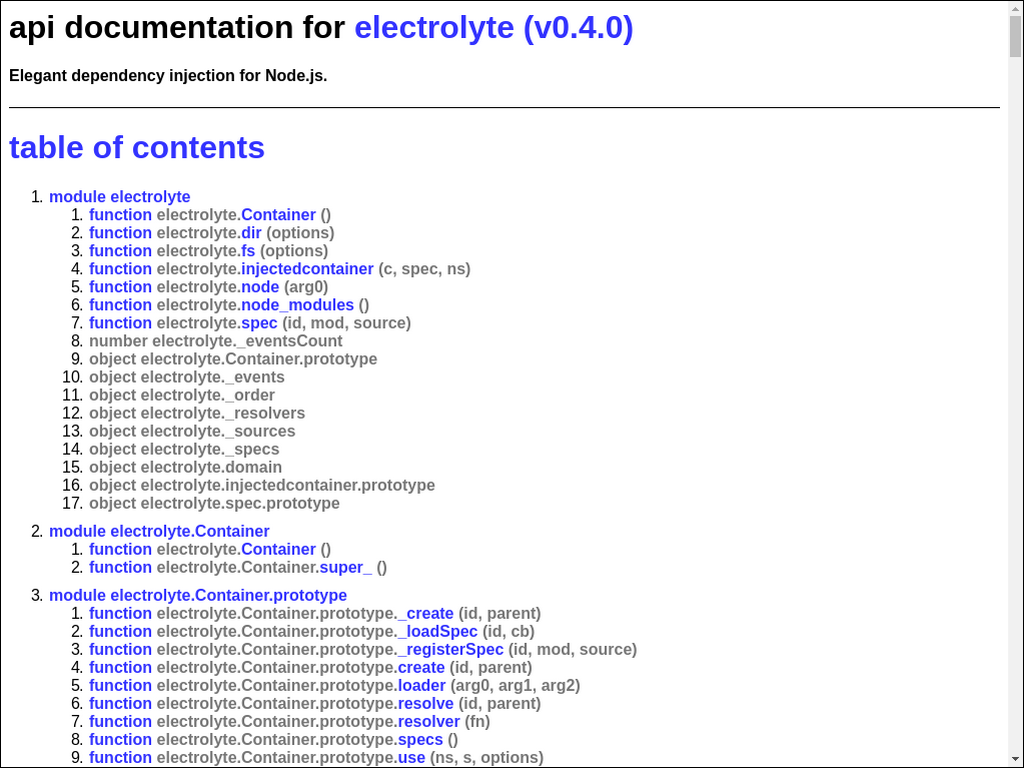 api documentation for electrolyte (v0.4.0)
Elegant dependency injection for Node.js.
table of contents
1. module electrolyte
1. function electrolyte.Container ()
2. function electrolyte.dir (options)
3. function electrolyte.fs (options)
4. function electrolyte.injectedcontainer (c, spec, ns)
5. function electrolyte.node (arg0)
6. function electrolyte.node_modules ()
7. function electrolyte.spec (id, mod, source)
8. number electrolyte._eventsCount
9. object electrolyte.Container.prototype
10. object electrolyte._events
11. object electrolyte._order
12. object electrolyte._resolvers
13. object electrolyte._sources
14. object electrolyte._specs
15. object electrolyte.domain
16. object electrolyte.injectedcontainer.prototype
17. object electrolyte.spec.prototype
2. module electrolyte.Container
1. function electrolyte.Container ()
2. function electrolyte.Container.super_ ()
3. module electrolyte.Container.prototype
1. function electrolyte.Container.prototype._create (id, parent)
2. function electrolyte.Container.prototype._loadSpec (id, cb)
3. function electrolyte.Container.prototype._registerSpec (id, mod, source)
4. function electrolyte.Container.prototype.create (id, parent)
5. function electrolyte.Container.prototype.loader (arg0, arg1, arg2)
6. function electrolyte.Container.prototype.resolve (id, parent)
7. function electrolyte.Container.prototype.resolver (fn)
8. function electrolyte.Container.prototype.specs ()
9. function electrolyte.Container.prototype.use (ns, s, options)